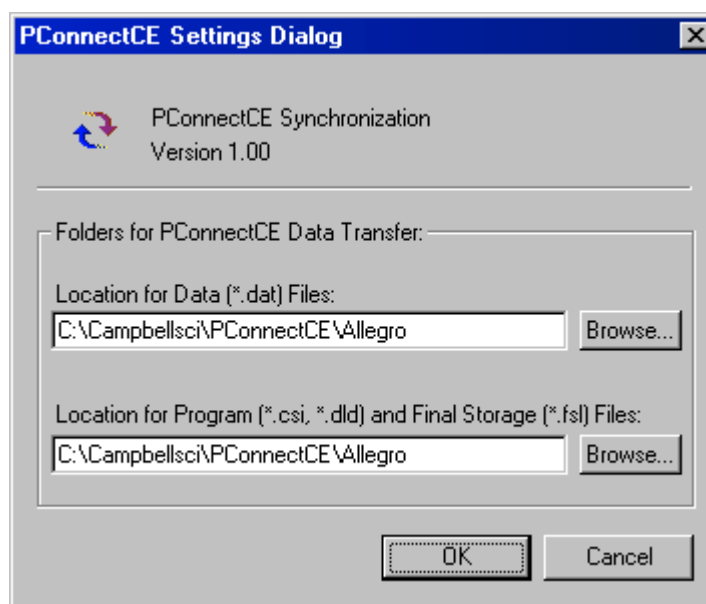 PConnectCE Settings Dialog
PConnectCE Synchronization
Version 1.00
Folders for PConnectCE Data Transfer:
Location for Data (*.dat) Files:
C:\Campbellsci\PConnectCE\Allegro
Browse...
Location for Program (*.csi, *.dld) and Final Storage (*.fsl) Files:
C:\Campbellsci\PConnectCE\Allegro
Browse...
OK
Cancel